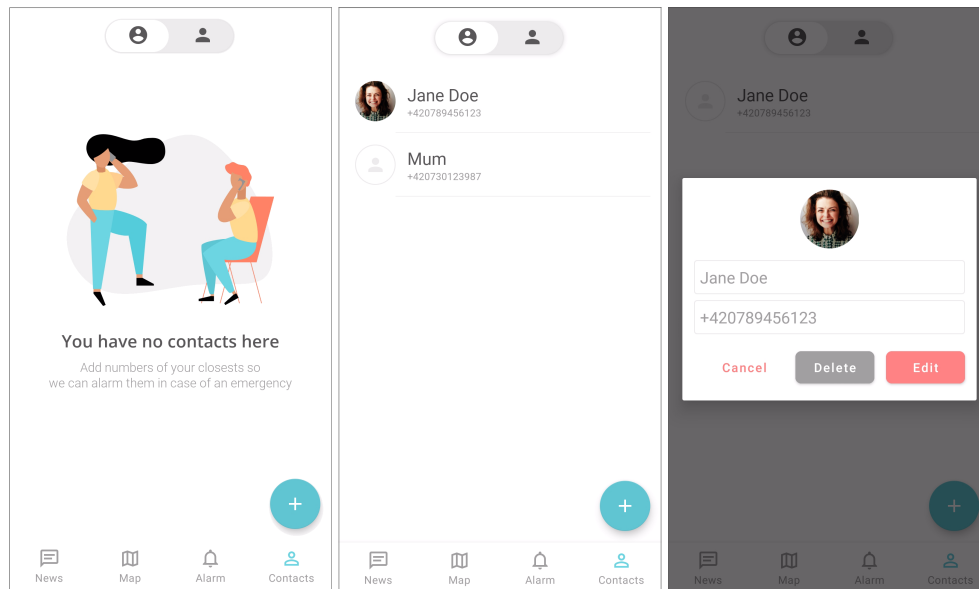 You have no contacts here
Add numbers of your closests so
we can alarm them in case of an emergency
+
News
Map
Alarm
Contacts
Jane Doe
+420789456123
Mum
+420730123987
+
News
Map
Alarm
Contacts
Jane Doe
+420789456123
Jane Doe
+420789456123
Cancel
Delete
Edit
+
News
Map
Alarm
Contacts